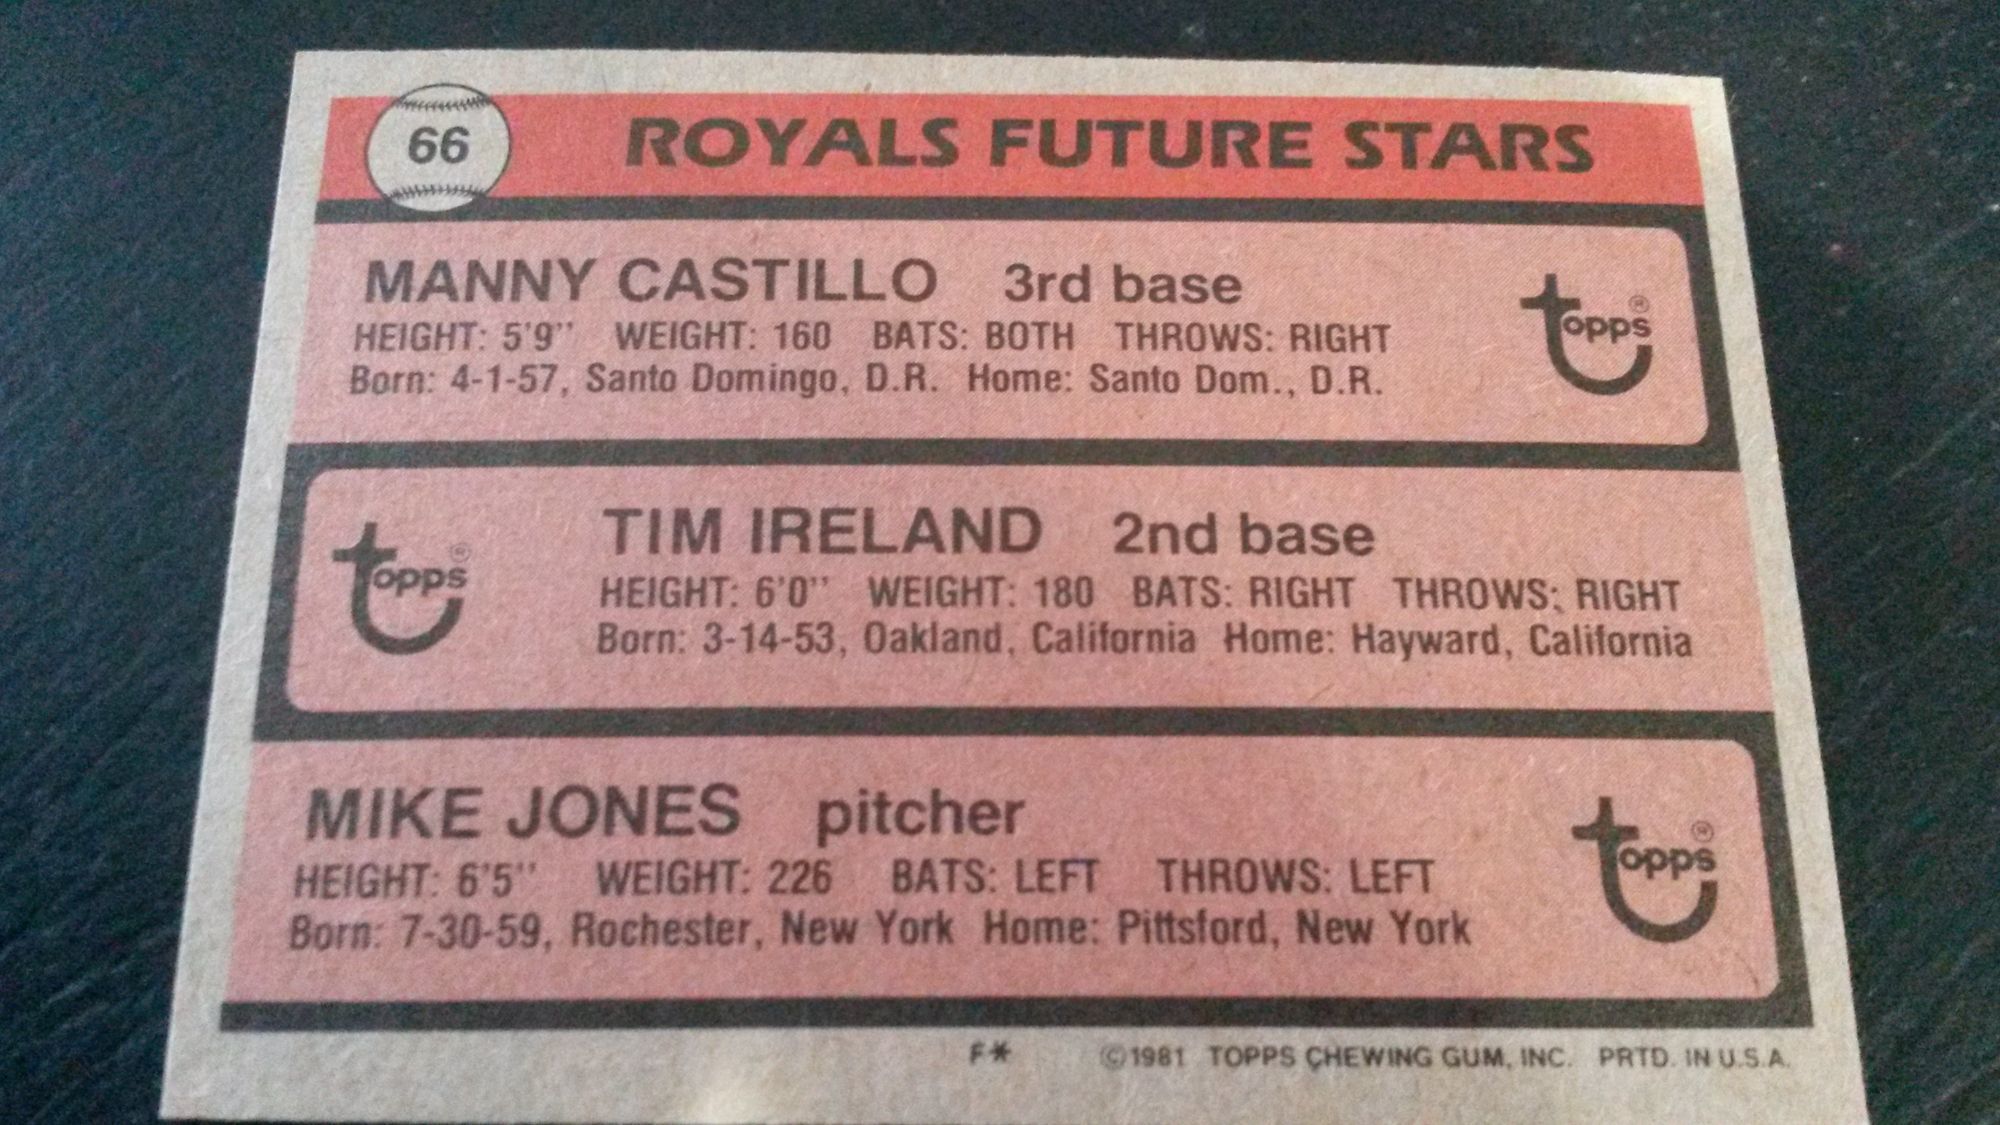 66 ROYALS FUTURE STARS
MANNY CASTILLO 3rd base
HEIGHT: 5'9'' WEIGHT: 160 BATS: BOTH THROWS: RIGHT
Born: 4-1-57, Santo Domingo, D.R. Home: Santo Dom., D.R.
topps®
TIM IRELAND 2nd base
HEIGHT: 6'0'' WEIGHT: 180 BATS: RIGHT THROWS: RIGHT
Born: 3-14-53, Oakland, California Home: Hayward, California
topps®
MIKE JONES pitcher
HEIGHT: 6'5'' WEIGHT: 226 BATS: LEFT THROWS: LEFT
Born: 7-30-59, Rochester, New York Home: Pittsford, New York
topps®
F* ©1981 TOPPS CHEWING GUM, INC. PRTD. IN U.S.A.